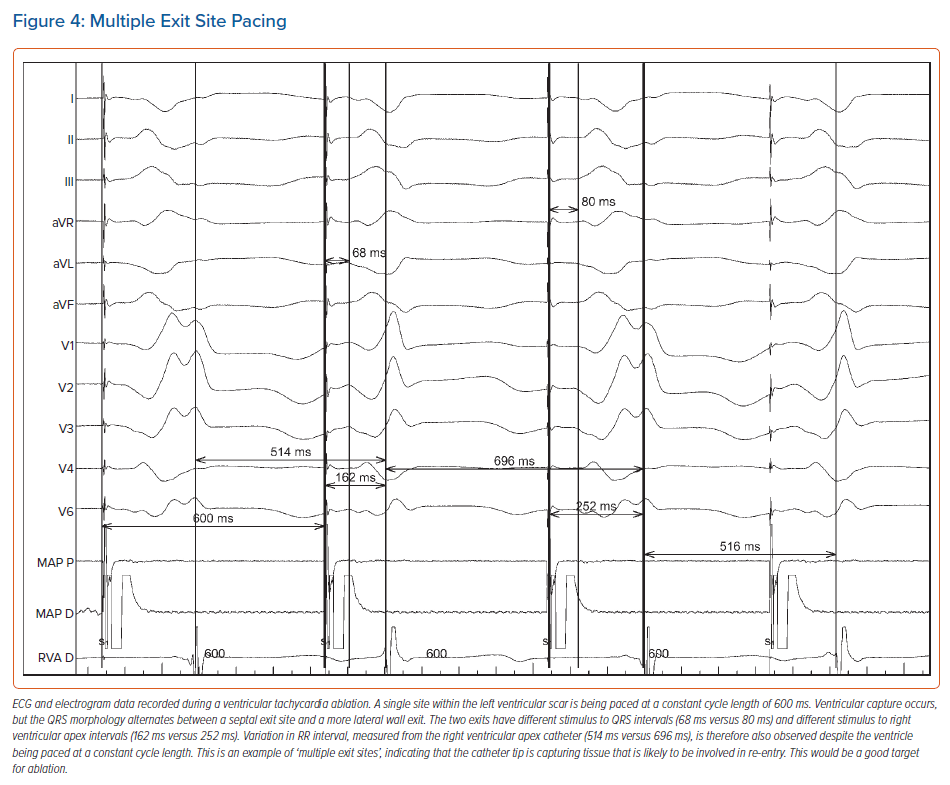 Figure 4: Multiple Exit Site Pacing
I
II
III
aVR
80 ms
aVL
68 ms
aVF
V1
V2
V3
514 ms
V4
696 ms
162 ms
V6
252 ms
600 ms
516 ms
MAP P
MAP D
S1 S S S
RVA D
600 600 600
ECG and electrogram data recorded during a ventricular tachycardia ablation. A single site within the left ventricular scar is being paced at a constant cycle length of 600 ms. Ventricular capture occurs,
but the QRS morphology alternates between a septal exit site and a more lateral wall exit. The two exits have different stimulus to QRS intervals (68 ms versus 80 ms) and different stimulus to right
ventricular apex intervals (162 ms versus 252 ms). Variation in RR interval, measured from the right ventricular apex catheter (514 ms versus 696 ms), is therefore also observed despite the ventricle
being paced at a constant cycle length. This is an example of ‘multiple exit sites’, indicating that the catheter tip is capturing tissue that is likely to be involved in re-entry. This would be a good target
for ablation.